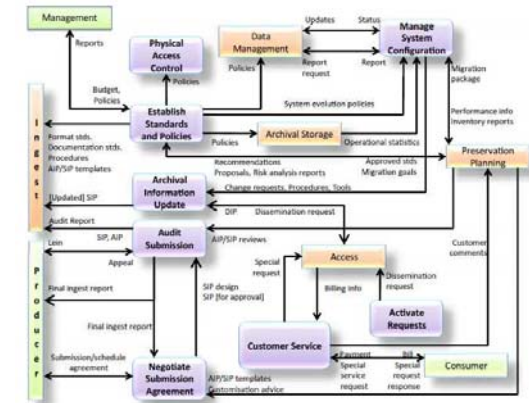 Management
Reports
Physical
Access
Control
Policies
Data
Management
Policies
Updates
Status
Report
request
Report
Manage
System
Configuration
Migration
package
Budget,
Policies
Establish
Standards
and Policies
System evolution policies
Performance info
Inventory reports
Ingest
Format stds.
Documentation stds.
Procedures
AIP/SIP templates
Policies
Archival Storage
Operational statistics
Recommendations
Proposals, Risk analysis reports
Approved stds
Migration goals
Preservation
Planning
Archival
Information
Update
Change requests, Procedures, Tools
[Updated] SIP
DIP
Dissemination request
Audit Report
Audit
Submission
AIP/SIP reviews
Customer
comments
Lein
SIP, AIP
Appeal
Producer
Special
request
Access
Dissemination
request
Final ingest report
SIP design
SIP [for approval]
Billing info
Activate
Requests
Final ingest report
Customer Service
Submission/schedule
agreement
Negotiate
Submission
Agreement
AIP/SIP templates
Customisation advice
Payment
Special
service
request
Bill
Special
request
response
Consumer